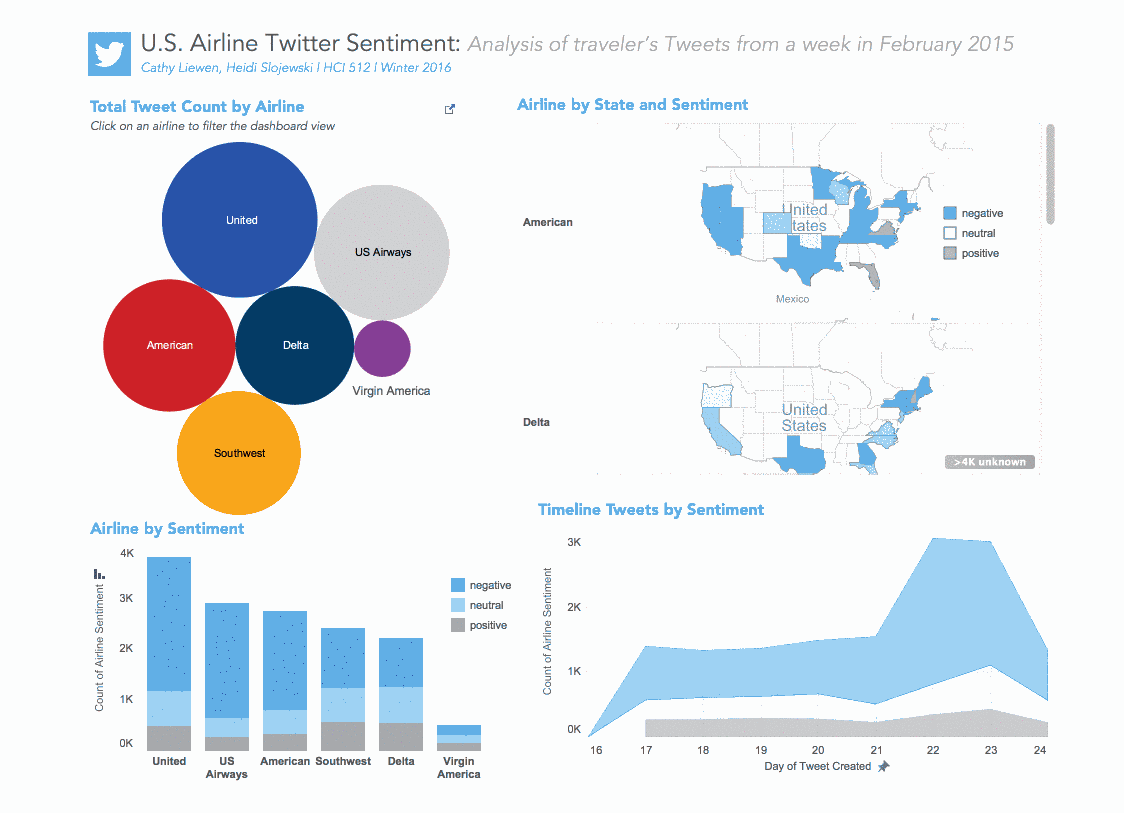 U.S. Airline Twitter Sentiment: Analysis of traveler's Tweets from a week in February 2015
Cathy Liewen, Heidi Slojewski I HCI 512 I Winter 2016
Total Tweet Count by Airline
Click on an airline to filter the dashboard view
United
US Airways
American
Delta
Virgin America
Southwest
Airline by State and Sentiment
American
United
tates
Mexico
negative
neutral
positive
Delta
United
States
>4K unknown
Airline by Sentiment
Count of Airline Sentiment
4K
3K
2K
1K
0K
negative
neutral
positive
United
US
Airways
American
Southwest
Delta
Virgin
America
Timeline Tweets by Sentiment
Count of Airline Sentiment
3K
2K
1K
0K
16 17 18 19 20 21 22 23 24
Day of Tweet Created